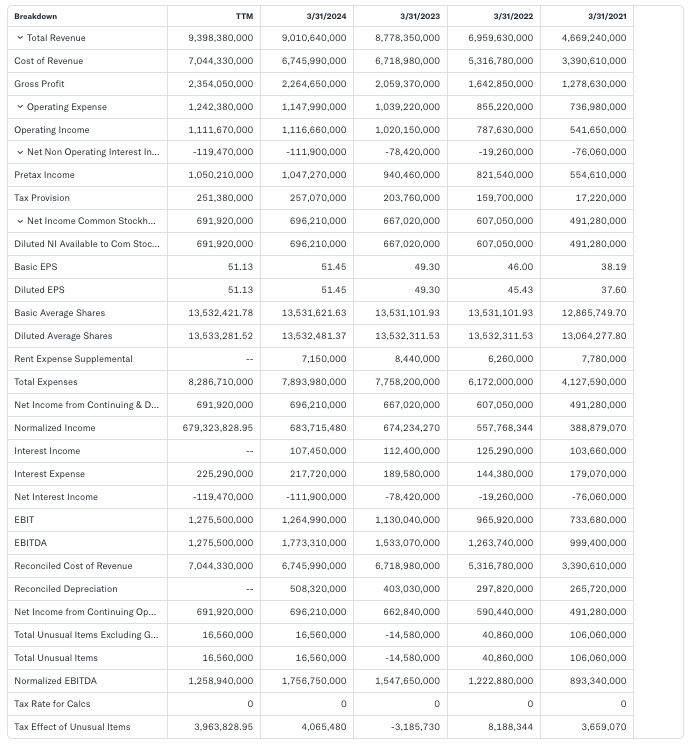 Breakdown TTM 3/31/2024 3/31/2023 3/31/2022 3/31/2021
Total Revenue 9,398,380,000 9,010,640,000 8,778,350,000 6,959,630,000 4,669,240,000
Cost of Revenue 7,044,330,000 6,745,990,000 6,718,980,000 5,316,780,000 3,390,610,000
Gross Profit 2,354,050,000 2,264,650,000 2,059,370,000 1,642,850,000 1,278,630,000
Operating Expense 1,242,380,000 1,147,990,000 1,039,220,000 855,220,000 736,980,000
Operating Income 1,111,670,000 1,116,660,000 1,020,150,000 787,630,000 541,650,000
Net Non Operating Interest In... -119,470,000 -111,900,000 -78,420,000 -19,260,000 -76,060,000
Pretax Income 1,050,210,000 1,047,270,000 940,460,000 821,540,000 554,610,000
Tax Provision 251,380,000 257,070,000 203,760,000 159,700,000 17,220,000
Net Income Common Stockh... 691,920,000 696,210,000 667,020,000 607,050,000 491,280,000
Diluted NI Available to Com Stoc... 691,920,000 696,210,000 667,020,000 607,050,000 491,280,000
Basic EPS 51.13 51.45 49.30 46.00 38.19
Diluted EPS 51.13 51.45 49.30 45.43 37.60
Basic Average Shares 13,532,421.78 13,531,621.63 13,531,101.93 13,531,101.93 12,865,749.70
Diluted Average Shares 13,533,281.52 13,532,481.37 13,532,311.53 13,532,311.53 13,064,277.80
Rent Expense Supplemental -- 7,150,000 8,440,000 6,260,000 7,780,000
Total Expenses 8,286,710,000 7,893,980,000 7,758,200,000 6,172,000,000 4,127,590,000
Net Income from Continuing & D... 691,920,000 696,210,000 667,020,000 607,050,000 491,280,000
Normalized Income 679,323,828.95 683,715,480 674,234,270 557,768,344 388,879,070
Interest Income -- 107,450,000 112,400,000 125,290,000 103,660,000
Interest Expense 225,290,000 217,720,000 189,580,000 144,380,000 179,070,000
Net Interest Income -119,470,000 -111,900,000 -78,420,000 -19,260,000 -76,060,000
EBIT 1,275,500,000 1,264,990,000 1,130,040,000 965,920,000 733,680,000
EBITDA 1,275,500,000 1,773,310,000 1,533,070,000 1,263,740,000 999,400,000
Reconciled Cost of Revenue 7,044,330,000 6,745,990,000 6,718,980,000 5,316,780,000 3,390,610,000
Reconciled Depreciation -- 508,320,000 403,030,000 297,820,000 265,720,000
Net Income from Continuing Op... 691,920,000 696,210,000 662,840,000 590,440,000 491,280,000
Total Unusual Items Excluding G... 16,560,000 16,560,000 -14,580,000 40,860,000 106,060,000
Total Unusual Items 16,560,000 16,560,000 -14,580,000 40,860,000 106,060,000
Normalized EBITDA 1,258,940,000 1,756,750,000 1,547,650,000 1,222,880,000 893,340,000
Tax Rate for Calcs 0 0 0 0 0
Tax Effect of Unusual Items 3,963,828.95 4,065,480 -3,185,730 8,188,344 3,659,070